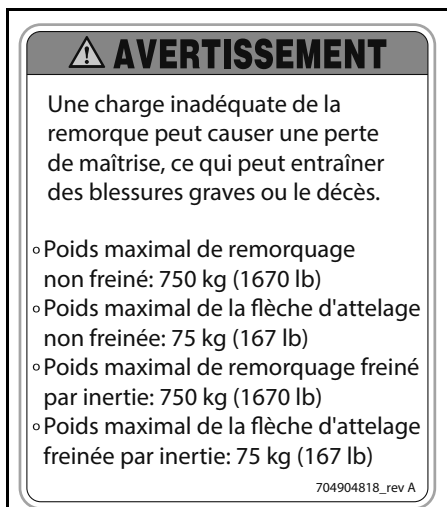 AVERTISSEMENT
Une charge inadéquate de la
remorque peut causer une perte
de maîtrise, ce qui peut entraîner
des blessures graves ou le décès.
◦ Poids maximal de remorquage
non freiné: 750 kg (1670 lb)
◦ Poids maximal de la flèche d'attelage
non freinée: 75 kg (167 lb)
◦ Poids maximal de remorquage freiné
par inertie: 750 kg (1670 lb)
◦ Poids maximal de la flèche d'attelage
freinée par inertie: 75 kg (167 lb)
704904818_rev A